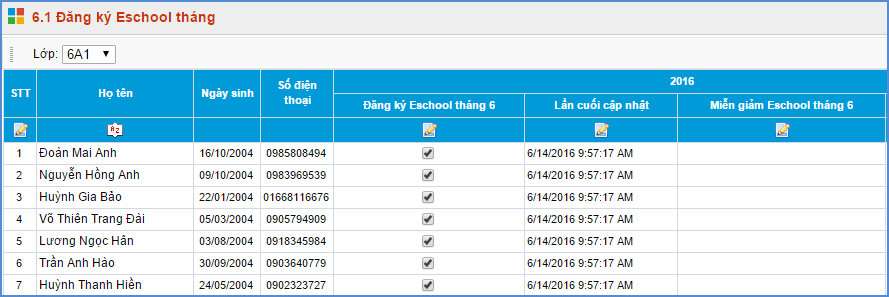 6.1 Đăng ký Eschool tháng
Lớp: 6A1
2016
STT Họ tên Ngày sinh Số điện thoại Đăng ký Eschool tháng 6 Lần cuối cập nhật Miễn giảm Eschool tháng 6
1 Đoản Mai Anh 16/10/2004 0985808494 6/14/2016 9:57:17 AM
2 Nguyễn Hồng Anh 09/10/2004 0983969539 6/14/2016 9:57:17 AM
3 Huỳnh Gia Bảo 22/01/2004 01668116676 6/14/2016 9:57:17 AM
4 Võ Thiên Trang Đài 05/03/2004 0905794909 6/14/2016 9:57:17 AM
5 Lương Ngọc Hân 03/08/2004 0918345984 6/14/2016 9:57:17 AM
6 Trần Anh Hào 30/09/2004 0903640779 6/14/2016 9:57:17 AM
7 Huỳnh Thanh Hiền 24/05/2004 0902323727 6/14/2016 9:57:17 AM